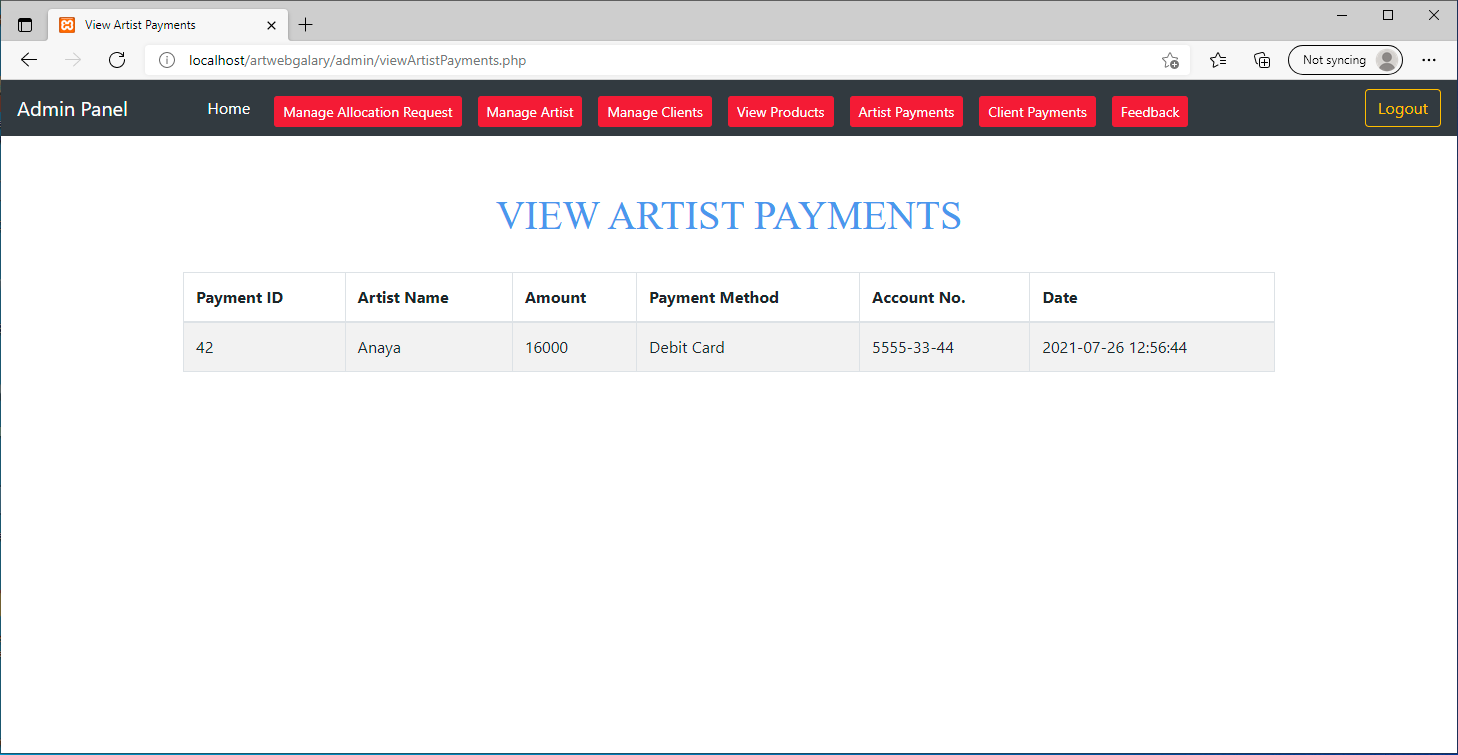 View Artist Payments
localhost/artwebgalary/admin/viewArtistPayments.php
Not syncing
Admin Panel Home Manage Allocation Request Manage Artist Manage Clients View Products Artist Payments Client Payments Feedback Logout
VIEW ARTIST PAYMENTS
Payment ID Artist Name Amount Payment Method Account No. Date
42 Anaya 16000 Debit Card 5555-33-44 2021-07-26 12:56:44